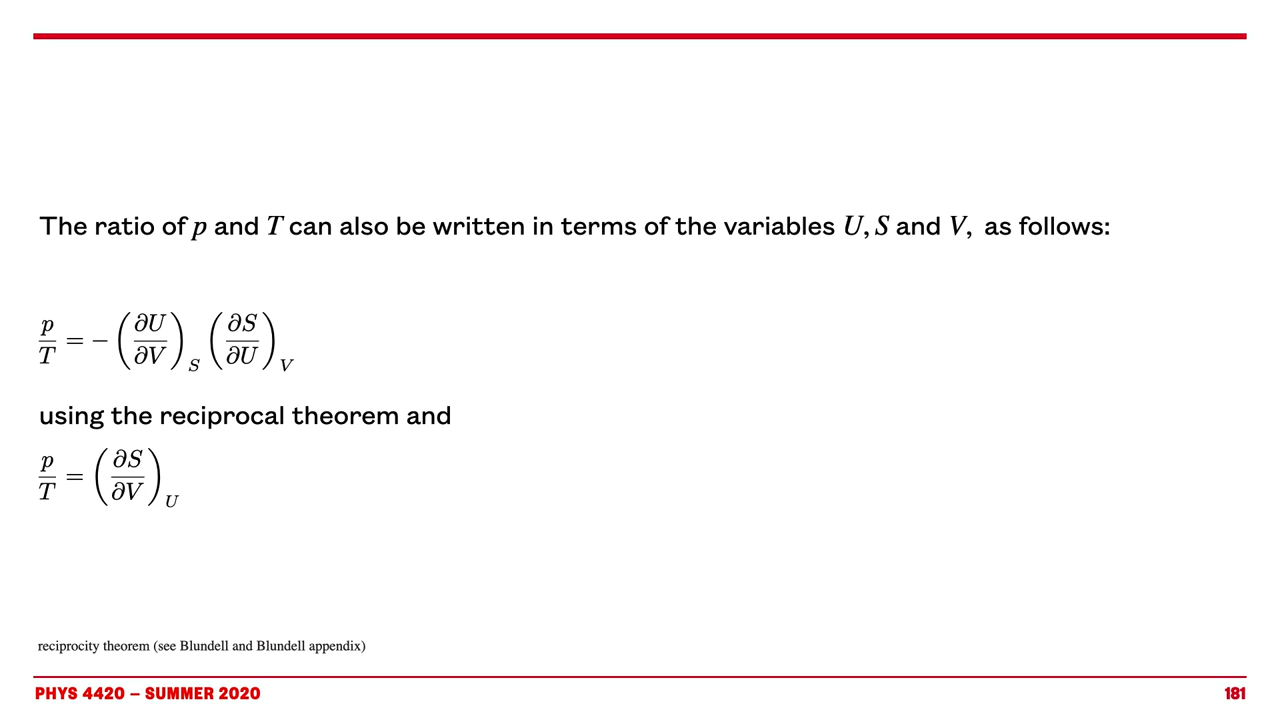 The ratio of p and T can also be written in terms of the variables U, S and V, as follows:
p/T = − (∂U/∂V)_S (∂S/∂U)_V
using the reciprocal theorem and
p/T = (∂S/∂V)_U
reciprocity theorem (see Blundell and Blundell appendix)
PHYS 4420 – SUMMER 2020 181